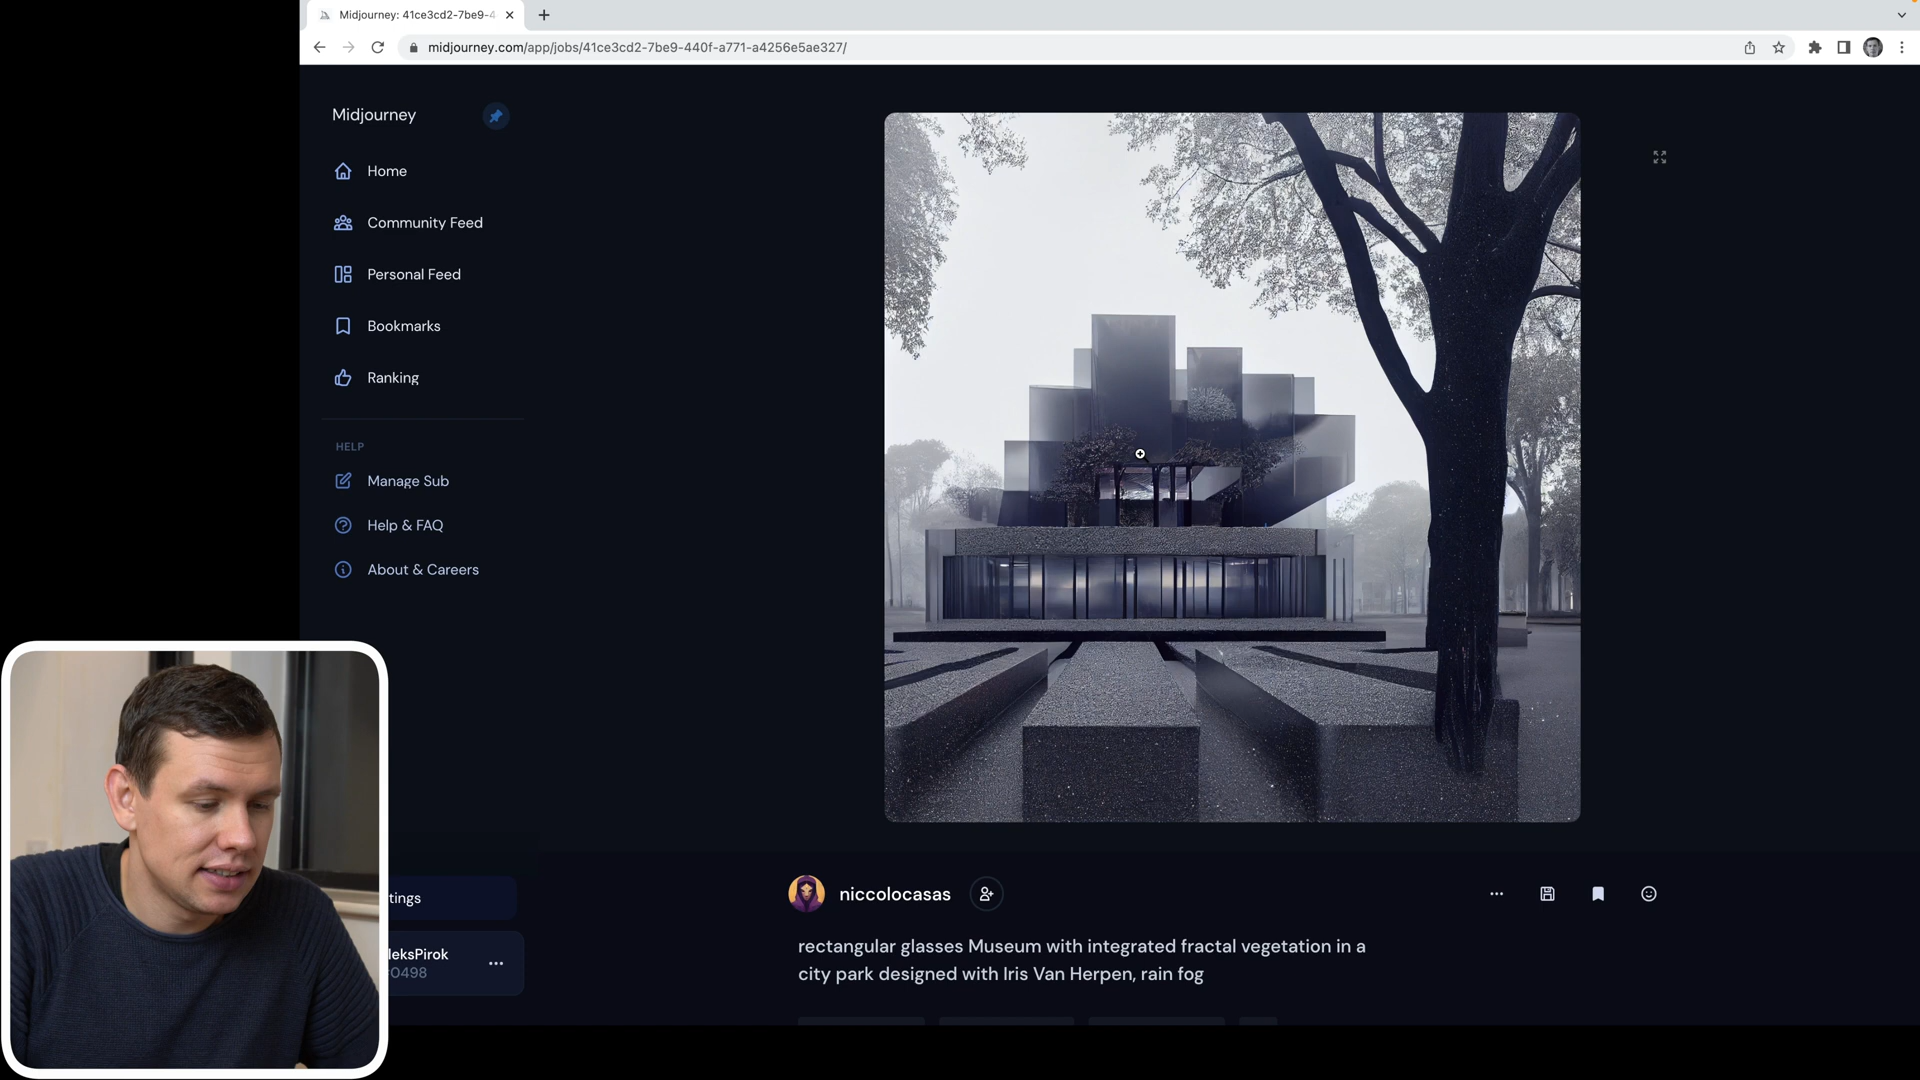 Midjourney: 41ce3cd2-7be9-4
midjourney.com/app/jobs/41ce3cd2-7be9-440f-a771-a4256e5ae327/
Midjourney
Home
Community Feed
Personal Feed
Bookmarks
Ranking
HELP
Manage Sub
Help & FAQ
About & Careers
tings
leksPirok
0498
niccolocasas
rectangular glasses Museum with integrated fractal vegetation in a
city park designed with Iris Van Herpen, rain fog